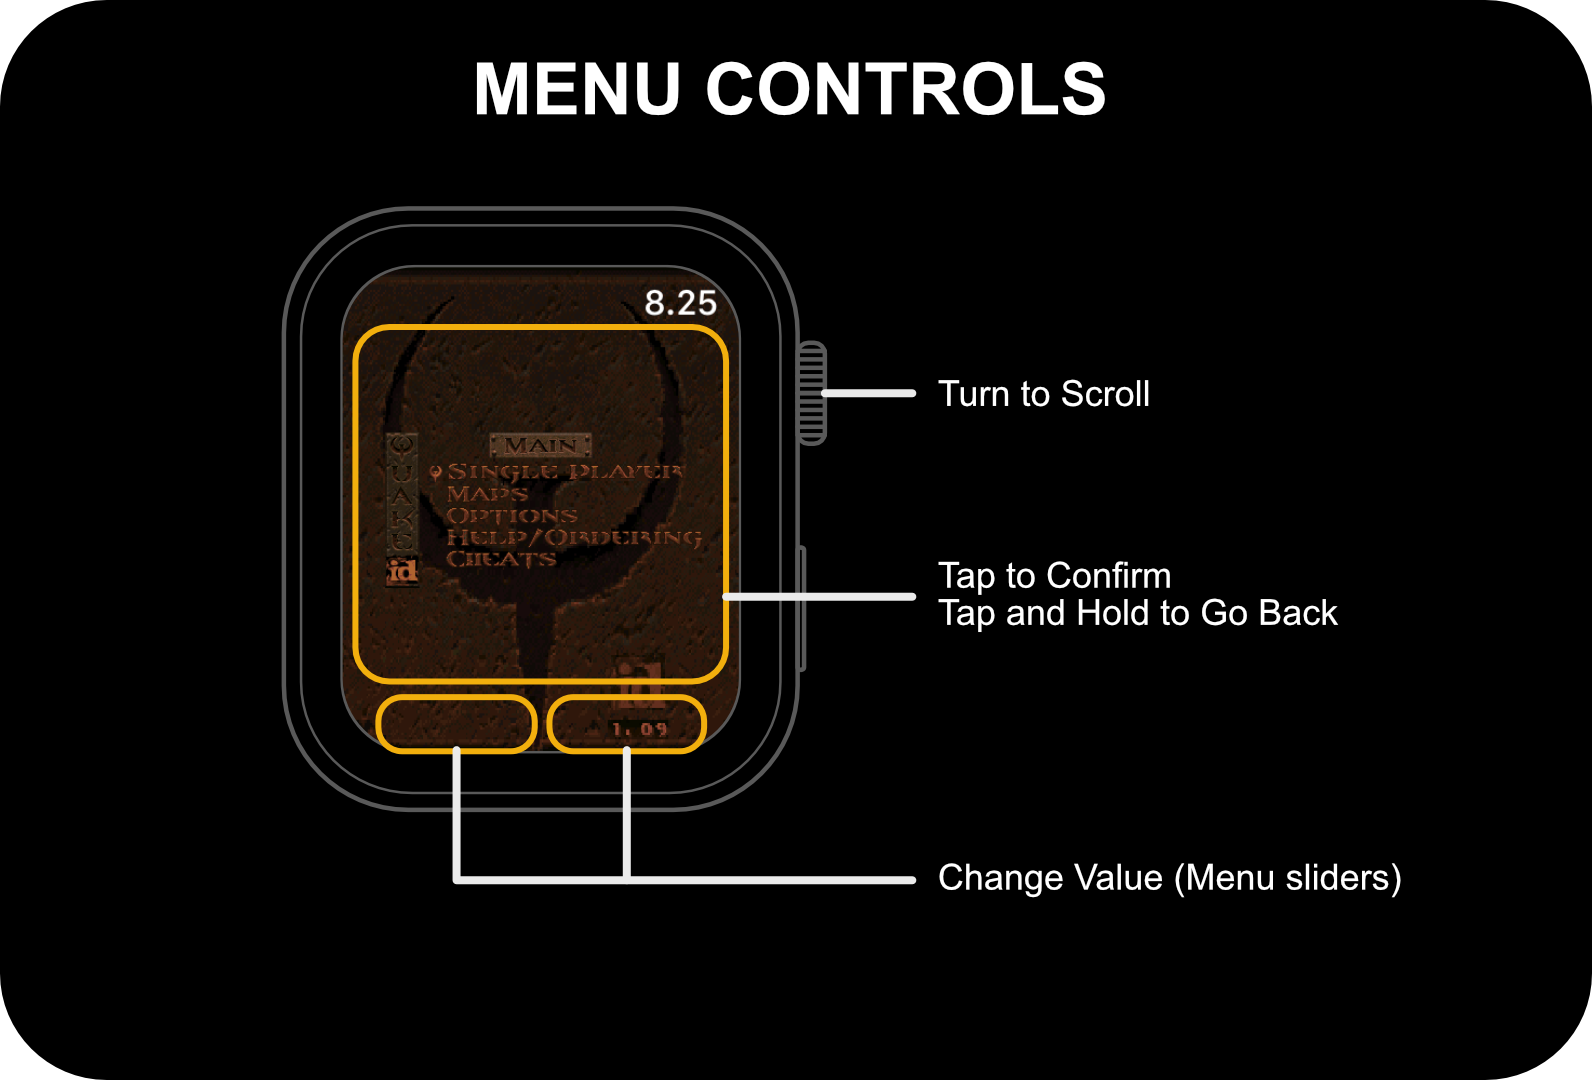 MENU CONTROLS
8.25
Turn to Scroll
MAIN
QUAKE
SINGLE PLAYER
MAPS
OPTIONS
HELP/ORDERING
CHEATS
id
Tap to Confirm
Tap and Hold to Go Back
id
1.09
Change Value (Menu sliders)